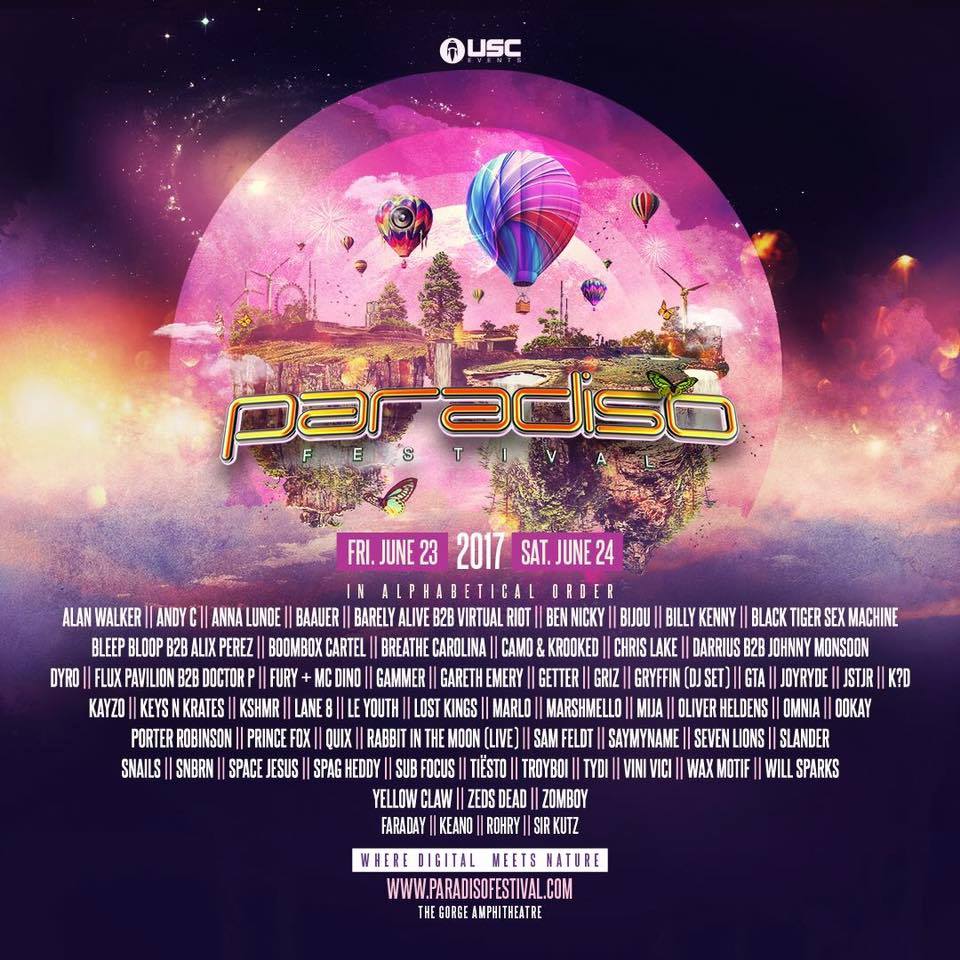 USC
EVENTS
paradiso
FESTIVAL
FRI. JUNE 23 2017 SAT. JUNE 24
IN ALPHABETICAL ORDER
ALAN WALKER || ANDY C || ANNA LUNOE || BAAUER || BARELY ALIVE B2B VIRTUAL RIOT || BEN NICKY || BIJOU || BILLY KENNY || BLACK TIGER SEX MACHINE
BLEEP BLOOP B2B ALIX PEREZ || BOOMBOX CARTEL || BREATHE CAROLINA || CAMO & KROOKED || CHRIS LAKE || DARRIUS B2B JOHNNY MONSOON
DYRO || FLUX PAVILION B2B DOCTOR P || FURY + MC DINO || GAMMER || GARETH EMERY || GETTER || GRIZ || GRYFFIN (DJ SET) || GTA || JOYRYDE || JSTJR || K?D
KAYZO || KEYS N KRATES || KSHMR || LANE 8 || LE YOUTH || LOST KINGS || MARLO || MARSHMELLO || MIJA || OLIVER HELDENS || OMNIA || OOKAY
PORTER ROBINSON || PRINCE FOX || QUIX || RABBIT IN THE MOON (LIVE) || SAM FELDT || SAYMYNAME || SEVEN LIONS || SLANDER
SNAILS || SNBRN || SPACE JESUS || SPAG HEDDY || SUB FOCUS || TIËSTO || TROYBOI || TYDI || VINI VICI || WAX MOTIF || WILL SPARKS
YELLOW CLAW || ZEDS DEAD || ZOMBOY
FARADAY || KEANO || ROHRY || SIR KUTZ
WHERE DIGITAL MEETS NATURE
WWW.PARADISOFESTIVAL.COM
THE GORGE AMPHITHEATRE